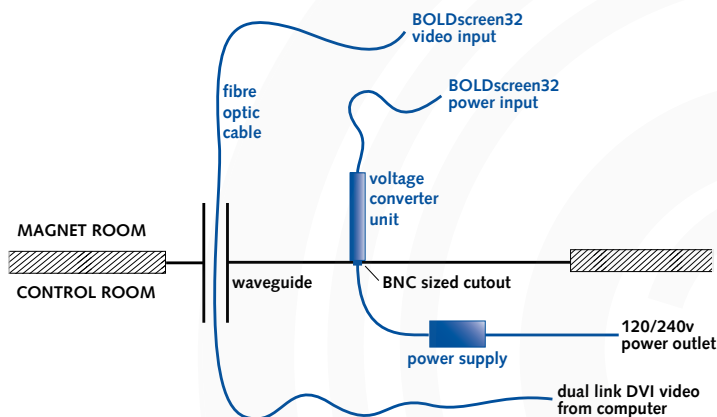 BOLDscreen32
video input
BOLDscreen32
power input
fibre
optic
cable
voltage
converter
unit
MAGNET ROOM
CONTROL ROOM
waveguide
BNC sized cutout
120/240v
power outlet
power supply
dual link DVI video
from computer